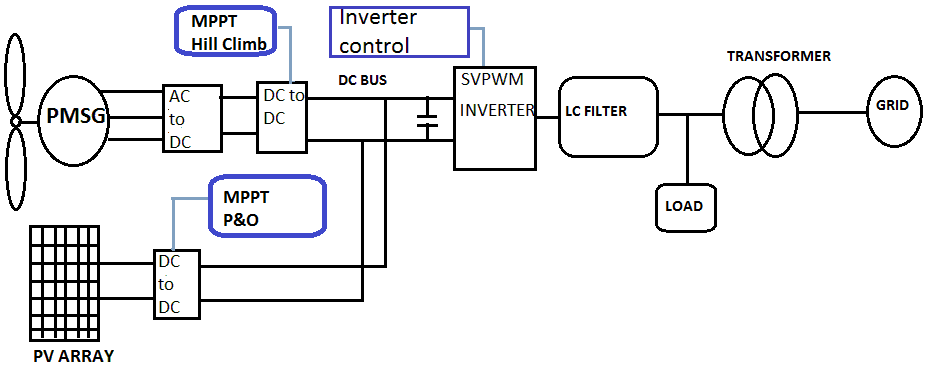 MPPT
Hill Climb
Inverter
control
TRANSFORMER
DC BUS
SVPWM
INVERTER
PMSG
AC
to
DC
DC to
DC
LC FILTER
GRID
MPPT
P&O
LOAD
DC
to
DC
PV ARRAY